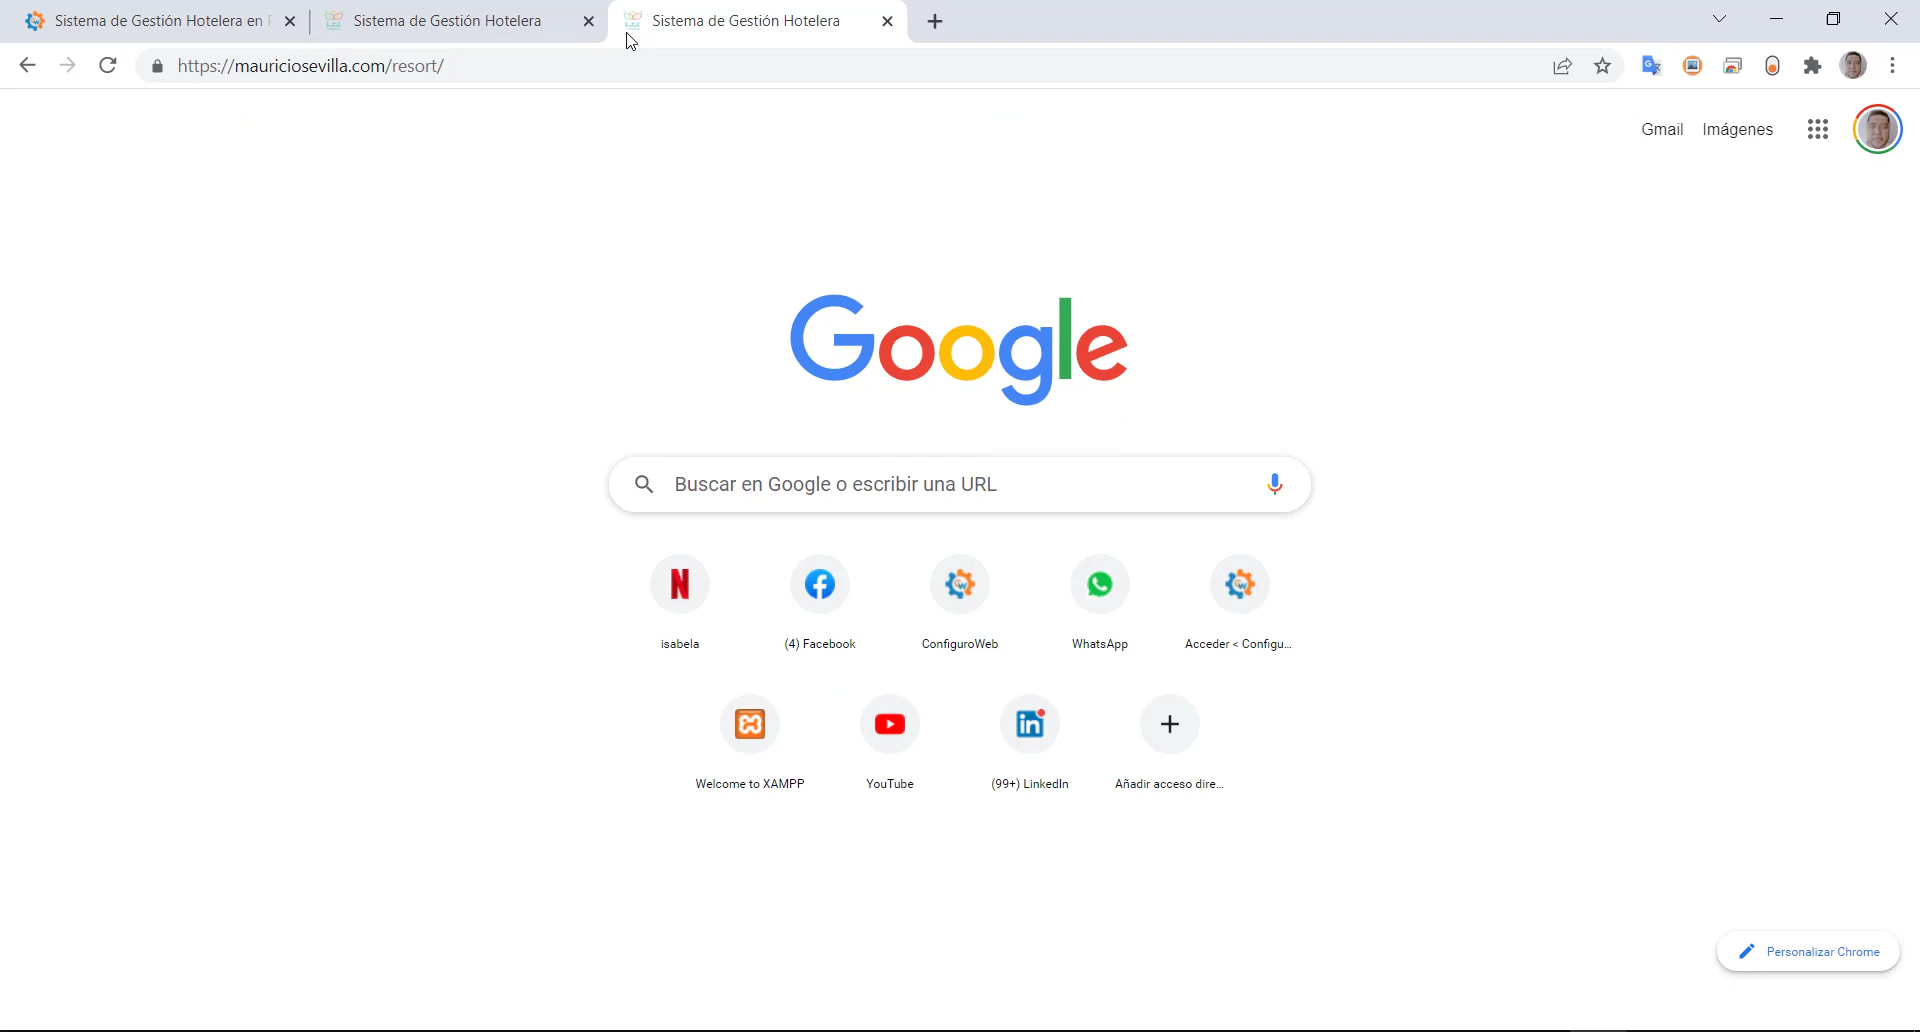 Sistema de Gestión Hotelera en
Sistema de Gestión Hotelera
Sistema de Gestión Hotelera
https://mauriciosevilla.com/resort/
Gmail
Imágenes
Google
Buscar en Google o escribir una URL
isabela
(4) Facebook
ConfiguroWeb
WhatsApp
Acceder < Configu...
Welcome to XAMPP
YouTube
(99+) LinkedIn
Añadir acceso dire...
Personalizar Chrome